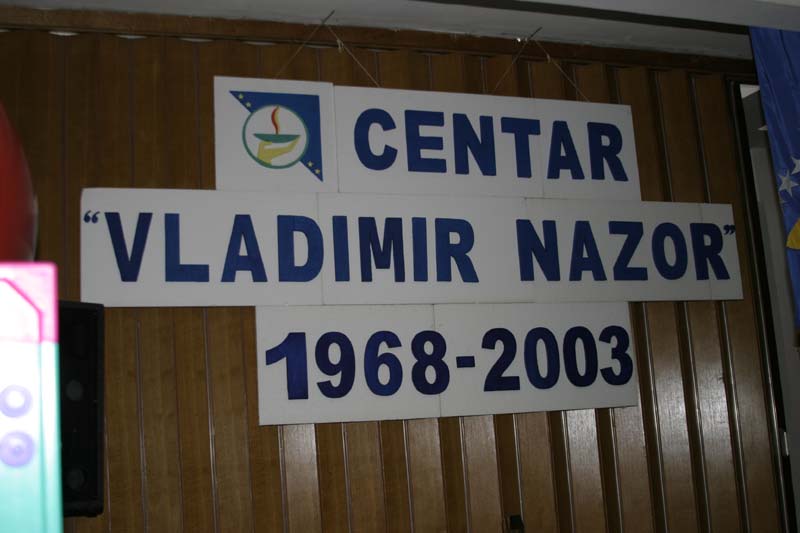 CENTAR
“VLADIMIR NAZOR”
1968-2003